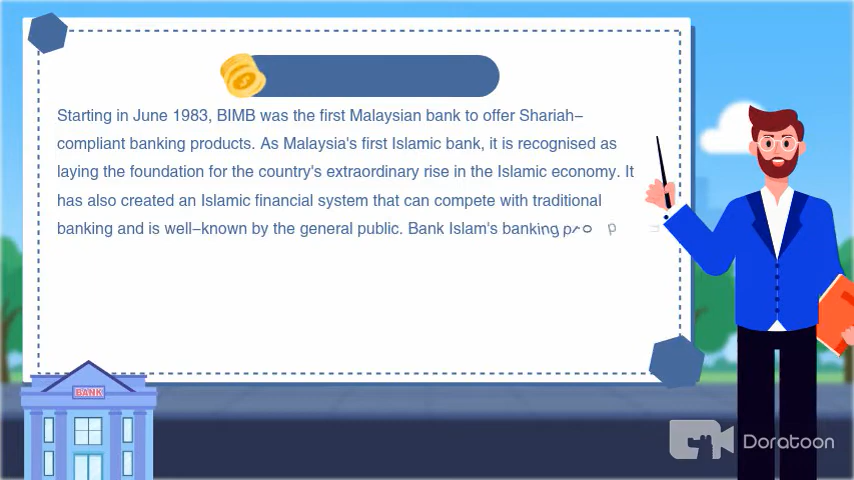 Starting in June 1983, BIMB was the first Malaysian bank to offer Shariah-
compliant banking products. As Malaysia's first Islamic bank, it is recognised as
laying the foundation for the country's extraordinary rise in the Islamic economy. It
has also created an Islamic financial system that can compete with traditional
banking and is well-known by the general public. Bank Islam's banking
BANK
Doratoon